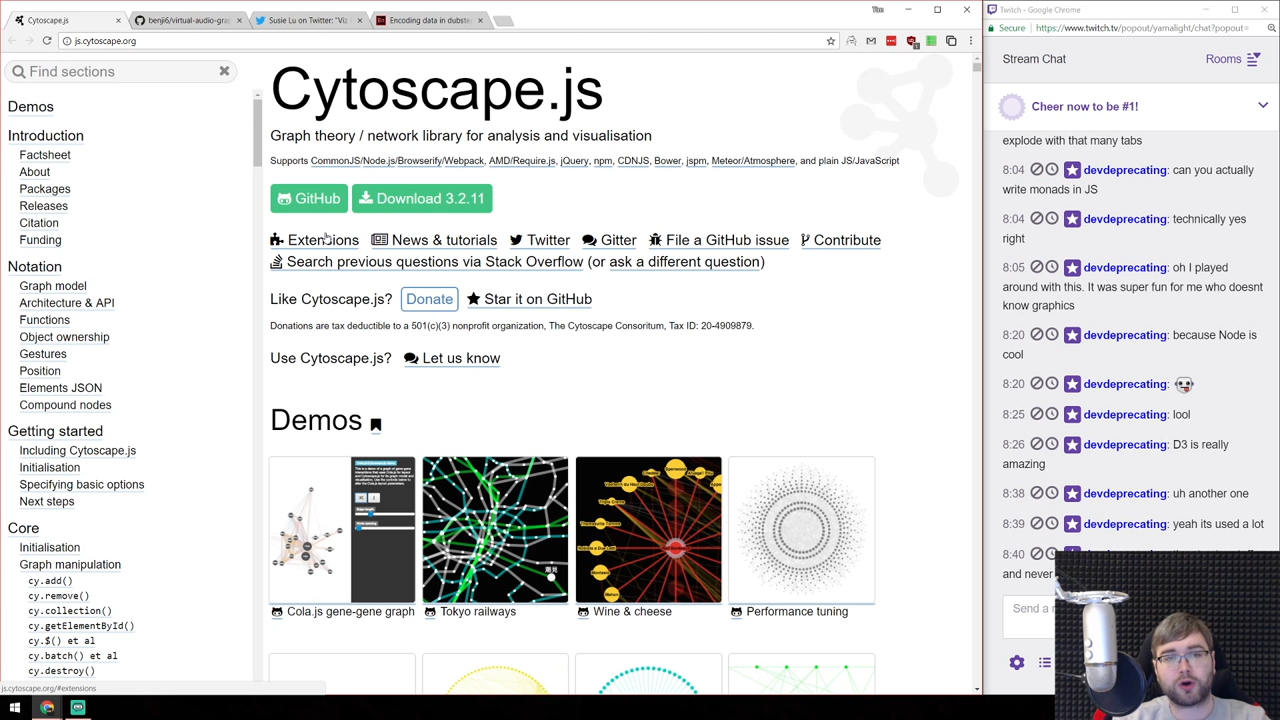 Cytoscape.js
benji6/virtual-audio-gra
Susie Lu on Twitter: "Viz
Encoding data in dubste
js.cytoscape.org
Find sections
Demos
Introduction
Factsheet
About
Packages
Releases
Citation
Funding
Notation
Graph model
Architecture & API
Functions
Object ownership
Gestures
Position
Elements JSON
Compound nodes
Getting started
Including Cytoscape.js
Initialisation
Specifying basic options
Next steps
Core
Initialisation
Graph manipulation
cy.add()
cy.remove()
cy.collection()
cy.getElementById()
cy.$() et al
cy.batch() et al
cy.destroy()
js.cytoscape.org/#extensions
Cytoscape.js
Graph theory / network library for analysis and visualisation
Supports CommonJS/Node.js/Browserify/Webpack, AMD/Require.js, jQuery, npm, CDNJS, Bower, jspm, Meteor/Atmosphere, and plain JS/JavaScript
GitHub Download 3.2.11
Extensions News & tutorials Twitter Gitter File a GitHub issue Contribute
Search previous questions via Stack Overflow (or ask a different question)
Like Cytoscape.js? Donate Star it on GitHub
Donations are tax deductible to a 501(c)(3) nonprofit organization, The Cytoscape Consoritum, Tax ID: 20-4909879.
Use Cytoscape.js? Let us know
Demos
Cola.js gene-gene graph
Tokyo railways
Wine & cheese
Performance tuning
Twitch - Google Chrome
Secure https://www.twitch.tv/popout/yamalight/chat?popout=
Stream Chat Rooms
Cheer now to be #1!
explode with that many tabs
8:04 devdeprecating: can you actually
write monads in JS
8:04 devdeprecating: technically yes
right
8:05 devdeprecating: oh I played
around with this. It was super fun for me who doesnt
know graphics
8:20 devdeprecating: because Node is
cool
8:20 devdeprecating:
8:25 devdeprecating: lool
8:26 devdeprecating: D3 is really
amazing
8:38 devdeprecating: uh another one
8:39 devdeprecating: yeah its used a lot
8:40
and never
Send a